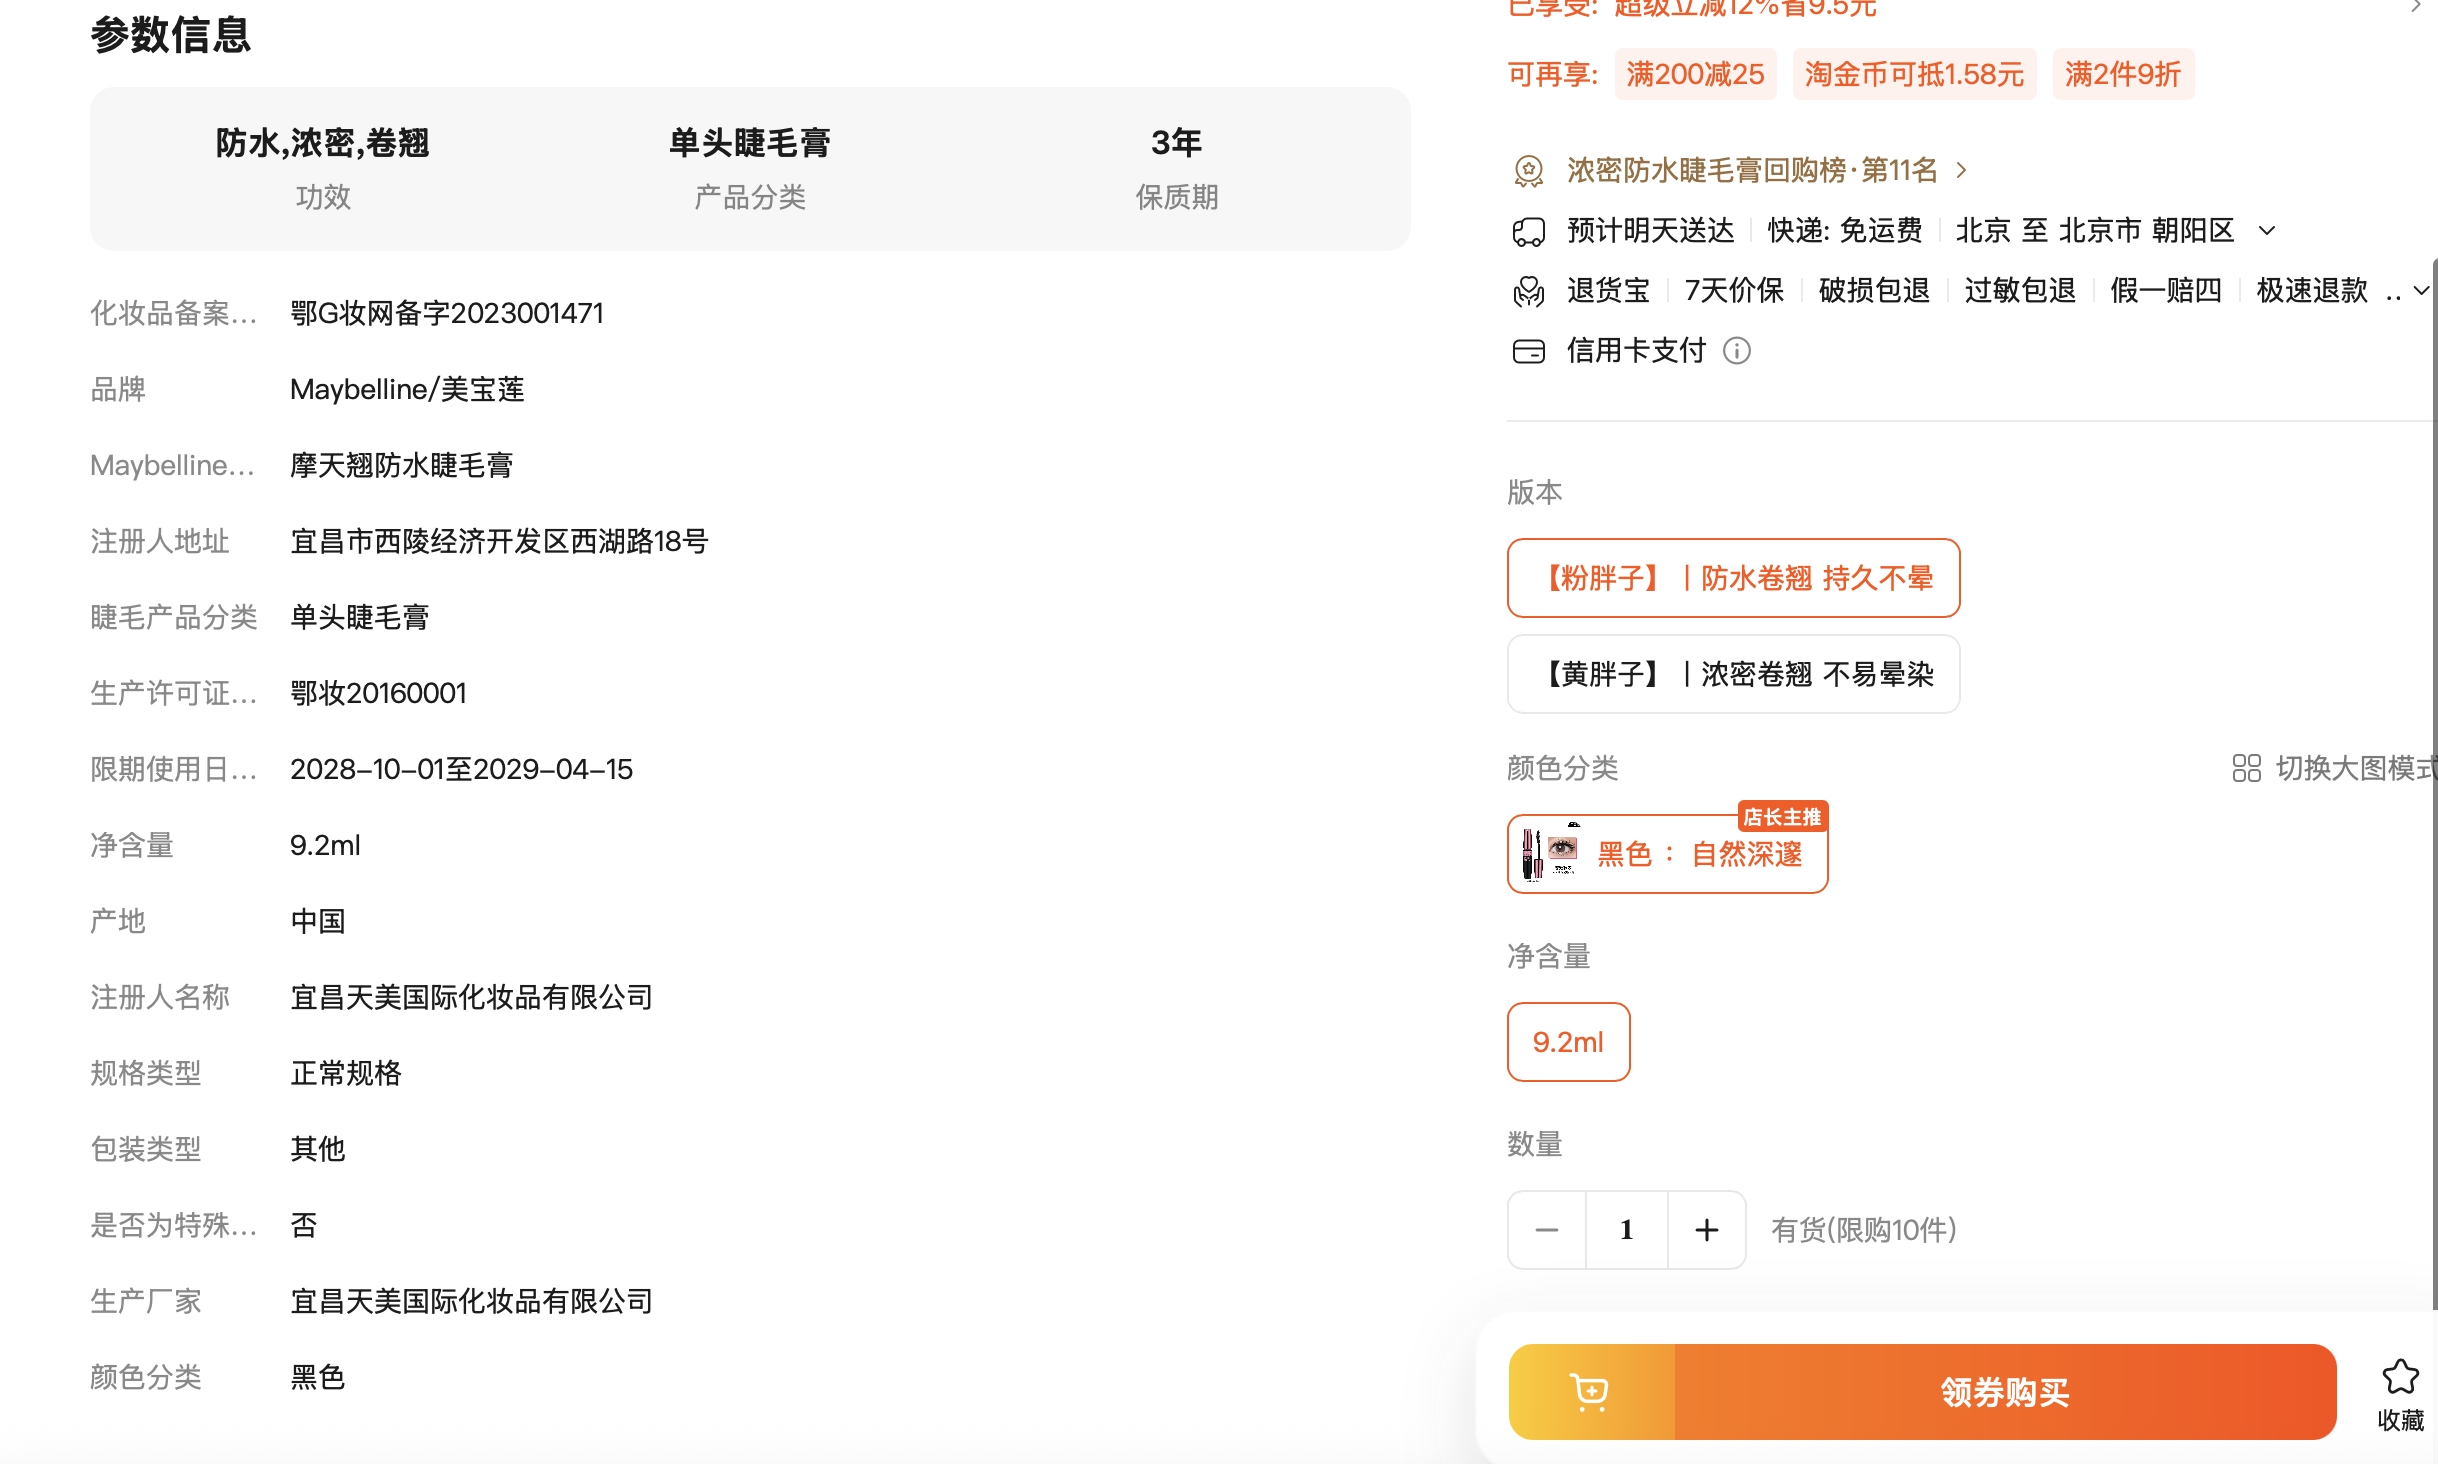 参数信息
防水,浓密,卷翘
功效
单头睫毛膏
产品分类
3年
保质期
化妆品备案... 鄂G妆网备字2023001471
品牌 Maybelline/美宝莲
Maybelline... 摩天翘防水睫毛膏
注册人地址 宜昌市西陵经济开发区西湖路18号
睫毛产品分类 单头睫毛膏
生产许可证... 鄂妆20160001
限期使用日... 2028-10-01至2029-04-15
净含量 9.2ml
产地 中国
注册人名称 宜昌天美国际化妆品有限公司
规格类型 正常规格
包装类型 其他
是否为特殊... 否
生产厂家 宜昌天美国际化妆品有限公司
颜色分类 黑色
已享受: 超级立减12%省9.5元
可再享: 满200减25 淘金币可抵1.58元 满2件9折
浓密防水睫毛膏回购榜·第11名
预计明天送达 快递: 免运费 北京 至 北京市 朝阳区
退货宝 7天价保 破损包退 过敏包退 假一赔四 极速退款 ..
信用卡支付
版本
【粉胖子】丨防水卷翘 持久不晕
【黄胖子】丨浓密卷翘 不易晕染
颜色分类
切换大图模式
店长主推
黑色 ： 自然深邃
净含量
9.2ml
数量
1
有货(限购10件)
领券购买
收藏